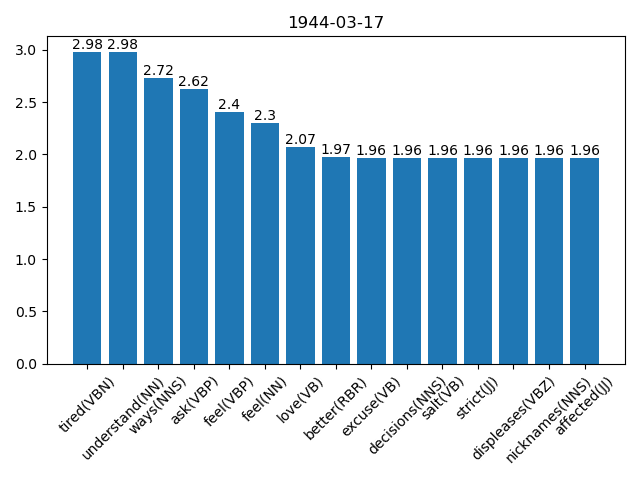 1944-03-17
3.0
2.5
2.0
1.5
1.0
0.5
0.0
2.98 2.98 2.72 2.62 2.4 2.3 2.07 1.97 1.96 1.96 1.96 1.96 1.96 1.96 1.96
tired(VBN)
understand(NN)
ways(NNS)
ask(VBP)
feel(VBP)
feel(NN)
love(VB)
better(RBR)
excuse(VB)
decisions(NNS)
salt(VB)
strict(JJ)
displeases(VBZ)
nicknames(NNS)
affected(JJ)